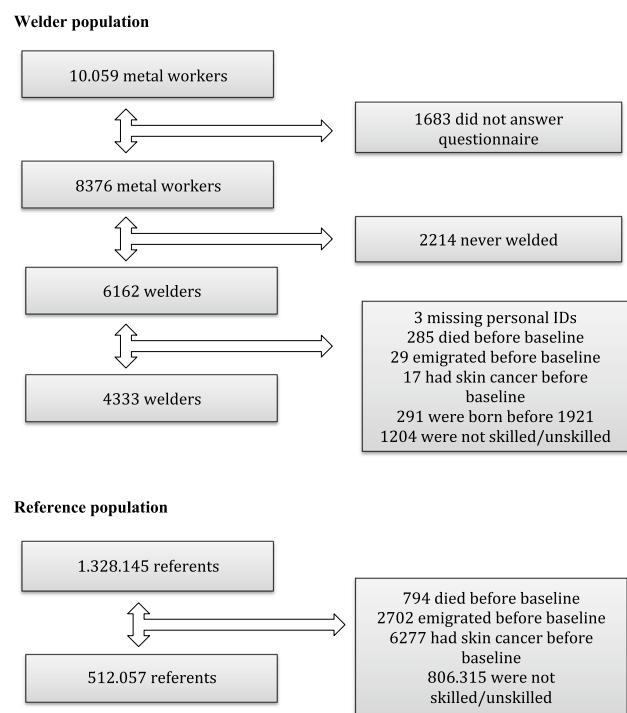 Welder population
10.059 metal workers
1683 did not answer
questionnaire
8376 metal workers
2214 never welded
6162 welders
3 missing personal IDs
285 died before baseline
29 emigrated before baseline
17 had skin cancer before
baseline
291 were born before 1921
1204 were not skilled/unskilled
4333 welders
Reference population
1.328.145 referents
794 died before baseline
2702 emigrated before baseline
6277 had skin cancer before
baseline
806.315 were not
skilled/unskilled
512.057 referents